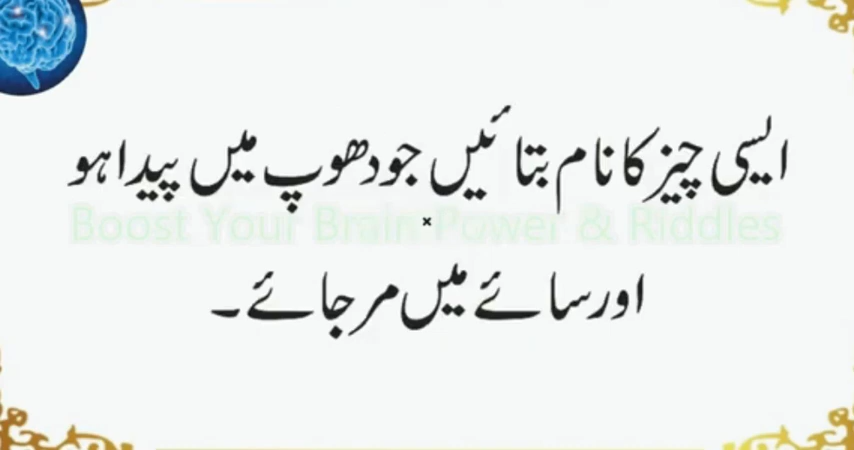 ایسی چیز کا نام بتائیں جو دھوپ میں پیدا ہو
Boost Your Brain Power & Riddles
اور سائے میں مر جائے۔